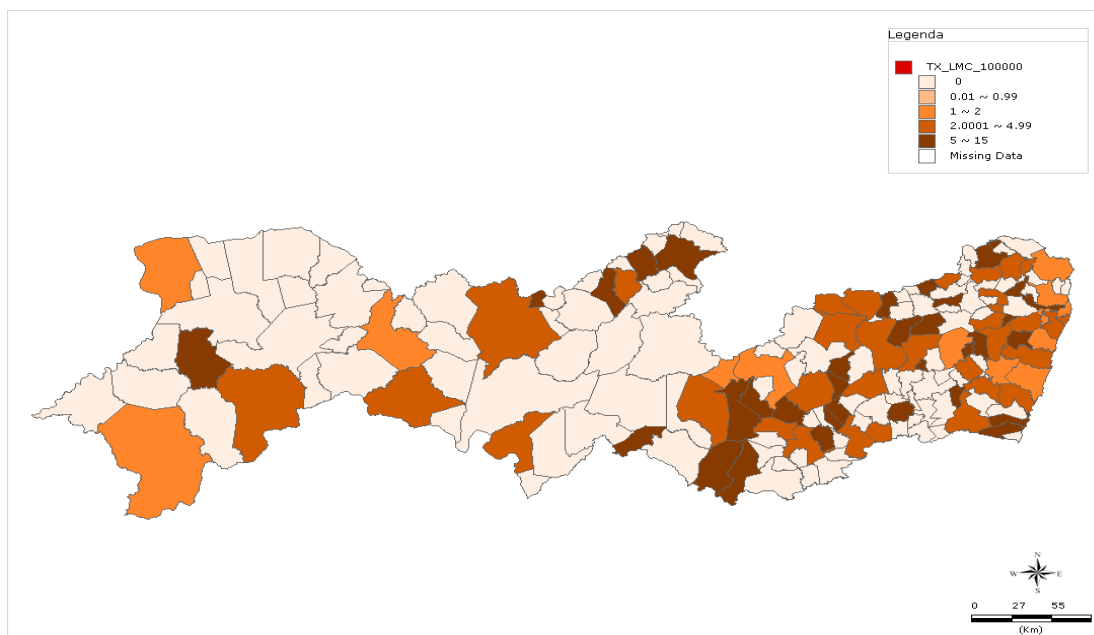 Legenda
TX_LMC_100000
0
0.01 ~ 0.99
1 ~ 2
2.0001 ~ 4.99
5 ~ 15
Missing Data
N
W E
S
0 27 55
(Km)